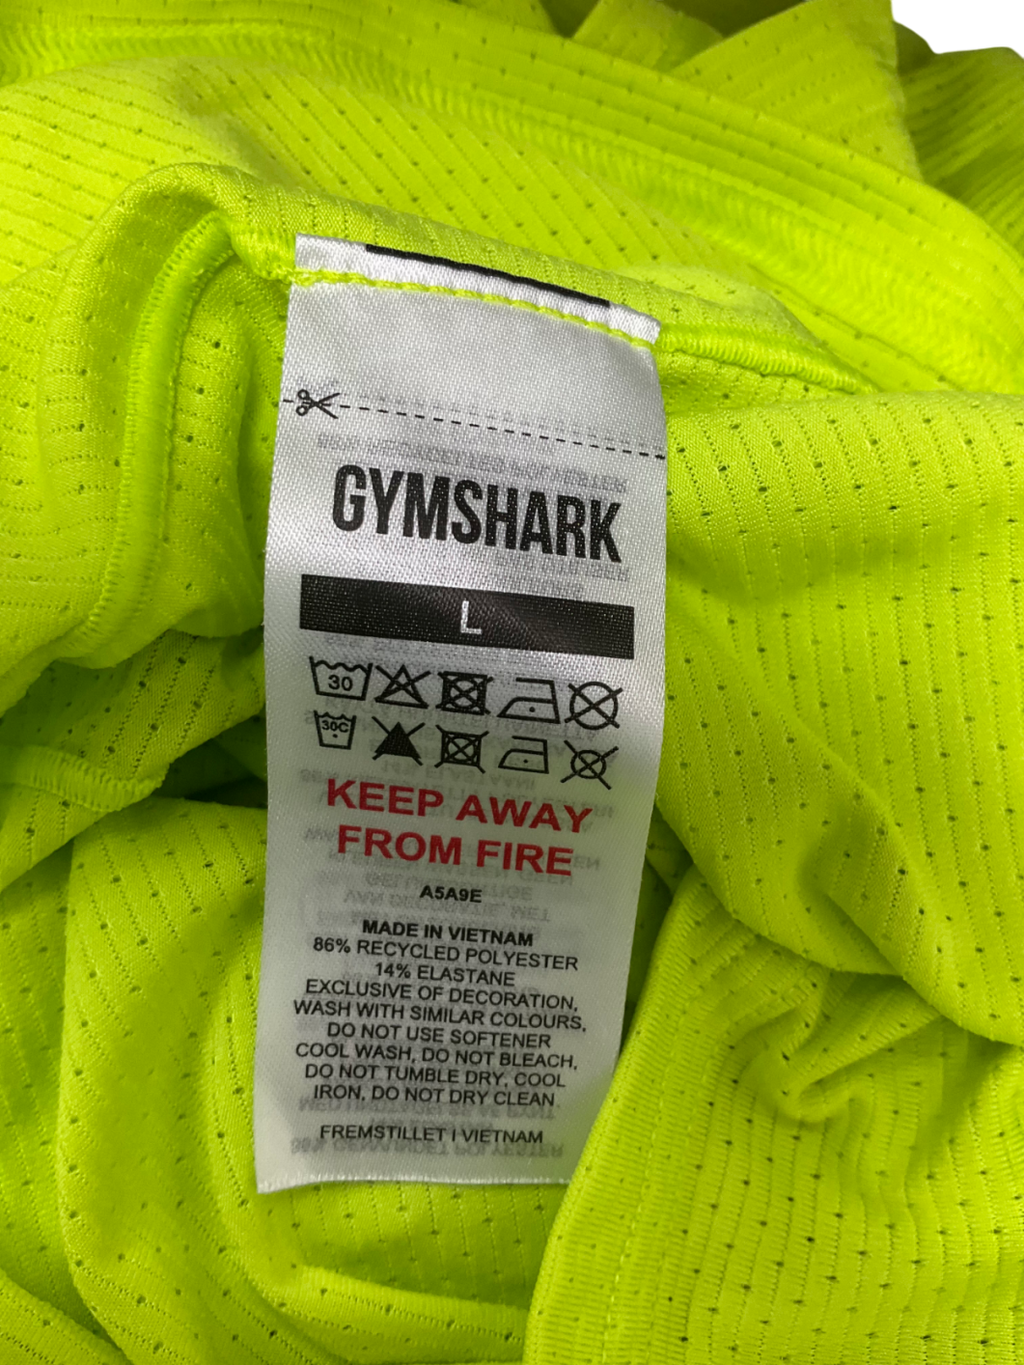 GYMSHARK
L
30
30C
KEEP AWAY
FROM FIRE
A5A9E
MADE IN VIETNAM
86% RECYCLED POLYESTER
14% ELASTANE
EXCLUSIVE OF DECORATION,
WASH WITH SIMILAR COLOURS,
DO NOT USE SOFTENER
COOL WASH, DO NOT BLEACH,
DO NOT TUMBLE DRY, COOL
IRON, DO NOT DRY CLEAN
FREMSTILLET I VIETNAM